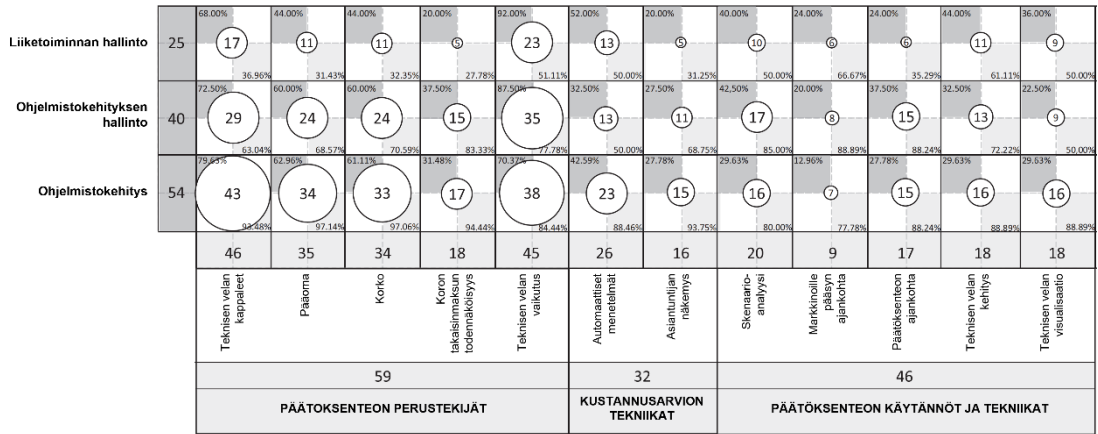 68.00% 44.00% 44.00% 20.00% 92.00% 52.00% 20.00% 40.00% 24.00% 24.00% 44.00% 36.00%
Liiketoiminnan hallinto 25 17 11 11 5 23 13 5 10 6 6 11 9
36.96% 31.43% 32.35% 27.78% 51.11% 50.00% 31.25% 50.00% 66.67% 35.29% 61.11% 50.00%
72.50% 60.00% 60.00% 37.50% 87.50% 32.50% 27.50% 42,50% 20.00% 37.50% 32.50% 22.50%
Ohjelmistokehityksen
hallinto
40 29 24 24 15 35 13 11 17 8 15 13 9
63.04% 68.57% 70.59% 83.33% 77.78% 50.00% 68.75% 85.00% 88.89% 88.24% 72.22% 50.00%
79.63% 62.96% 61.11% 31.48% 70.37% 42.59% 27.78% 29.63% 12.96% 27.78% 29.63% 29.63%
Ohjelmistokehitys 54 43 34 33 17 38 23 15 16 7 15 16 16
93.48% 97.14% 97.06% 94.44% 84.44% 88.46% 93.75% 80.00% 77.78% 88.24% 88.89% 88.89%
46 35 34 18 45 26 16 20 9 17 18 18
Teknisen velan
kappaleet
Pääoma
Korko
Koron
takaisinmaksun
todennäköisyys
Teknisen velan
vaikutus
Automaattiset
menetelmät
Asiantuntijan
näkemys
Skenaario-
analyysi
Markkinoille
pääsyn
ajankohta
Päätöksenteon
ajankohta
Teknisen velan
kehitys
Teknisen velan
visualisaatio
59 32 46
PÄÄTOKSENTEON PERUSTEKIJÄT
KUSTANNUSARVION
TEKNIIKAT
PÄÄTÖKSENTEON KÄYTÄNNÖT JA TEKNIIKAT